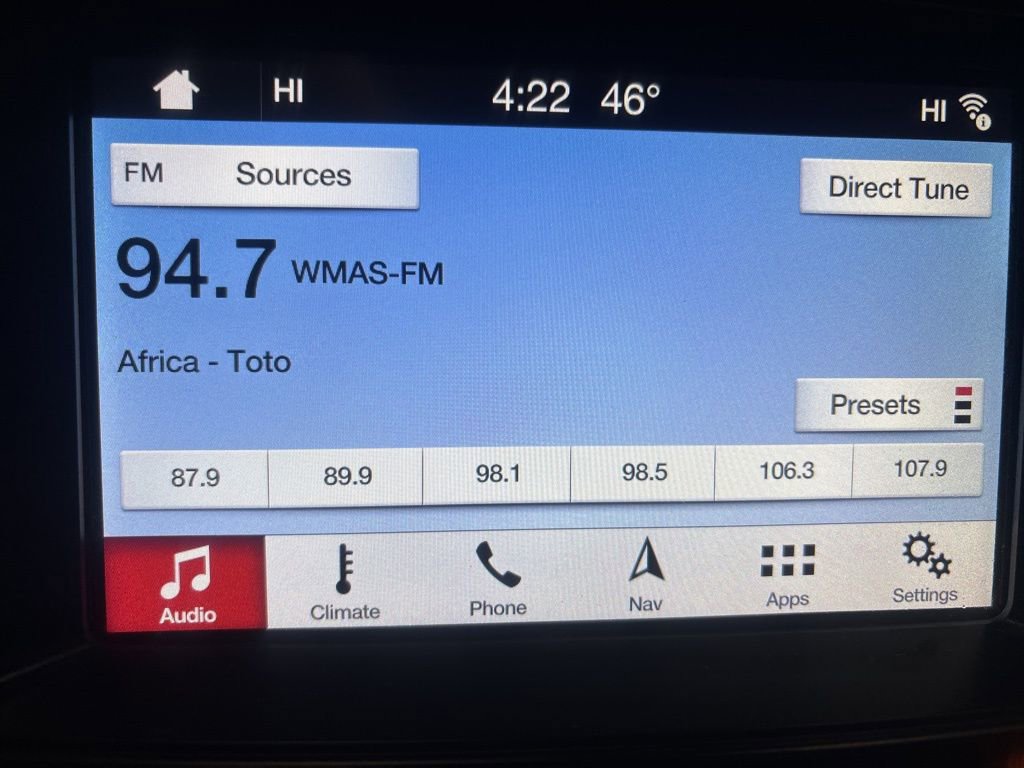 HI 4:22 46° HI
FM Sources Direct Tune
94.7 WMAS-FM
Africa - Toto
Presets
87.9 89.9 98.1 98.5 106.3 107.9
Audio Climate Phone Nav Apps Settings